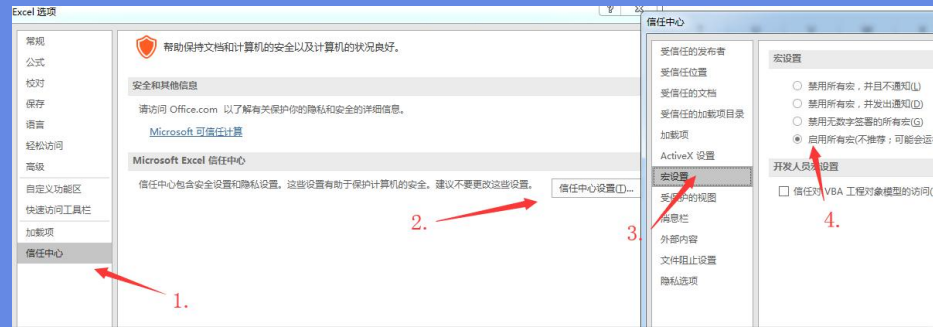 Excel 选项
常规
公式
校对
保存
语言
轻松访问
高级
自定义功能区
快速访问工具栏
加载项
信任中心
1.
帮助保持文档和计算机的安全以及计算机的状况良好。
安全和其他信息
请访问 Office.com 以了解有关保护你的隐私和安全的详细信息。
Microsoft 可信任计算
Microsoft Excel 信任中心
信任中心包含安全设置和隐私设置。这些设置有助于保护计算机的安全。建议不要更改这些设置。
信任中心设置(T)...
2.
信任中心
受信任的发布者
受信任位置
受信任的文档
受信任的加载项目录
加载项
ActiveX 设置
宏设置
受保护的视图
消息栏
外部内容
文件阻止设置
隐私选项
3.
宏设置
禁用所有宏，并且不通知(L)
禁用所有宏，并发出通知(D)
禁用无数字签署的所有宏(G)
启用所有宏(不推荐；可能会运
开发人员宏设置
信任对 VBA 工程对象模型的访问(
4.